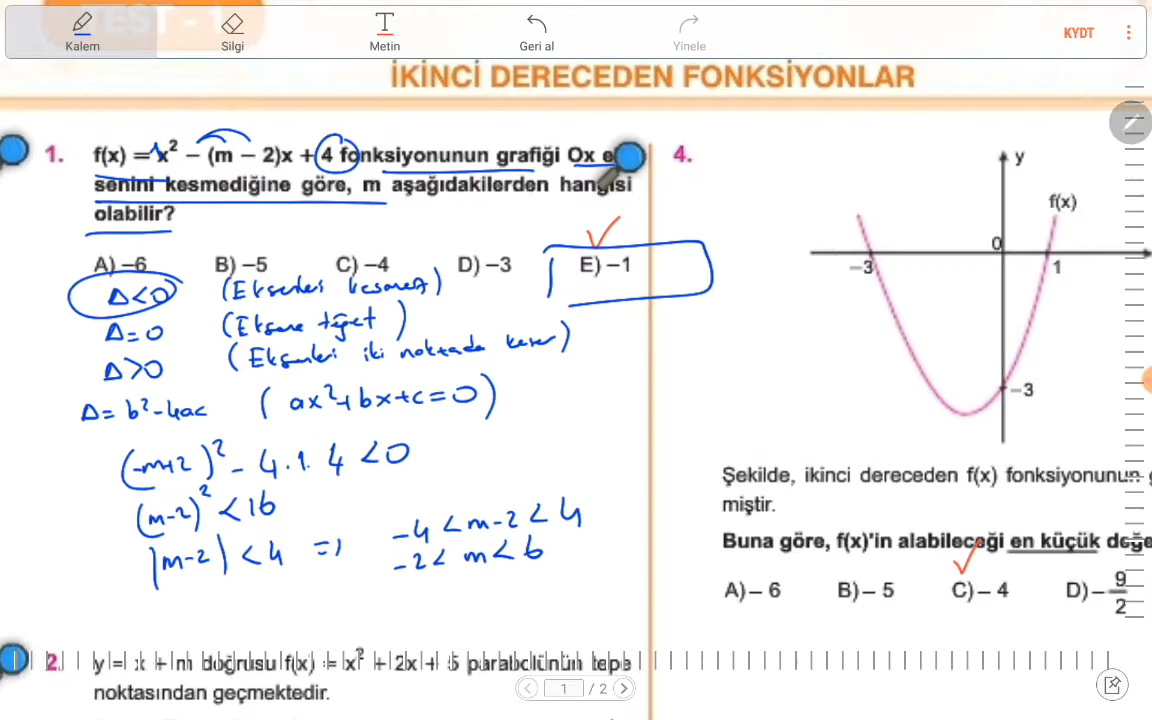 TEST - 1
Kalem
Silgi
Metin
Geri al
Yinele
KYDT
İKİNCİ DERECEDEN FONKSİYONLAR
1. f(x) = x² − (m − 2)x + 4 fonksiyonunun grafiği Ox e
senini kesmediğine göre, m aşağıdakilerden hangisi
olabilir?
A) −6 B) −5 C) −4 D) −3 E) −1
Δ<0 (Eksenleri kesmez)
Δ=0 (Eksene teğet)
Δ>0 (Eksenleri iki noktada keser)
Δ= b²-4ac (ax²+bx+c=0)
(-m+2)² - 4.1.4 <0
(m-2)² <16
|m-2| <4 => -4 < m-2 < 4
-2 < m < 6
2. y = x + m doğrusu f(x) = x² + 2x + 5 parabolünün tepe
noktasından geçmektedir.
4.
y
f(x)
0
−3
1
−3
Şekilde, ikinci dereceden f(x) fonksiyonunun
miştir.
Buna göre, f(x)'in alabileceği en küçük değe
A) − 6 B) − 5 C) − 4 D) − 9/2
1 / 2